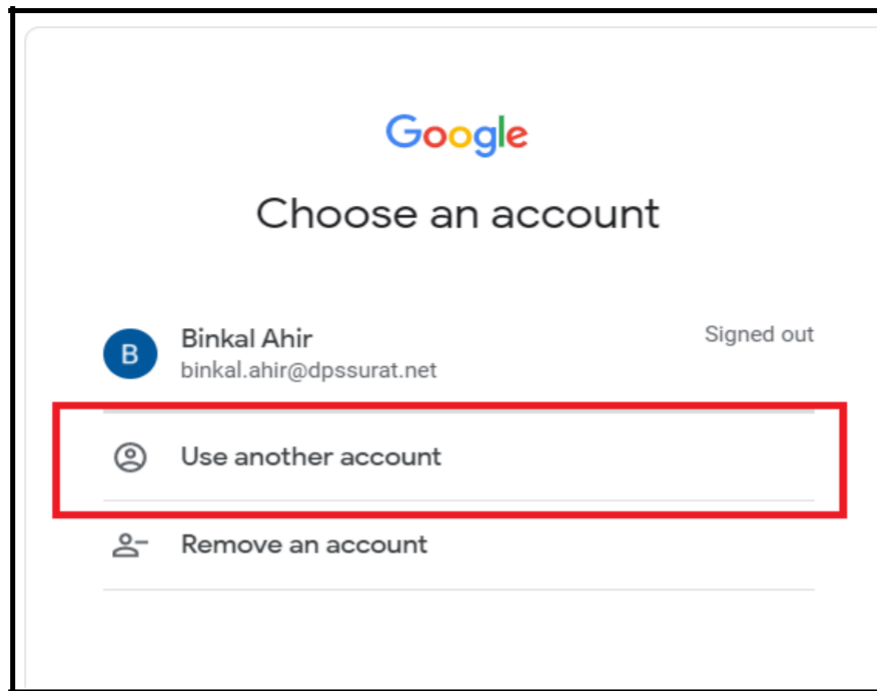 Google
Choose an account
B
Binkal Ahir
Signed out
binkal.ahir@dpssurat.net
Use another account
Remove an account